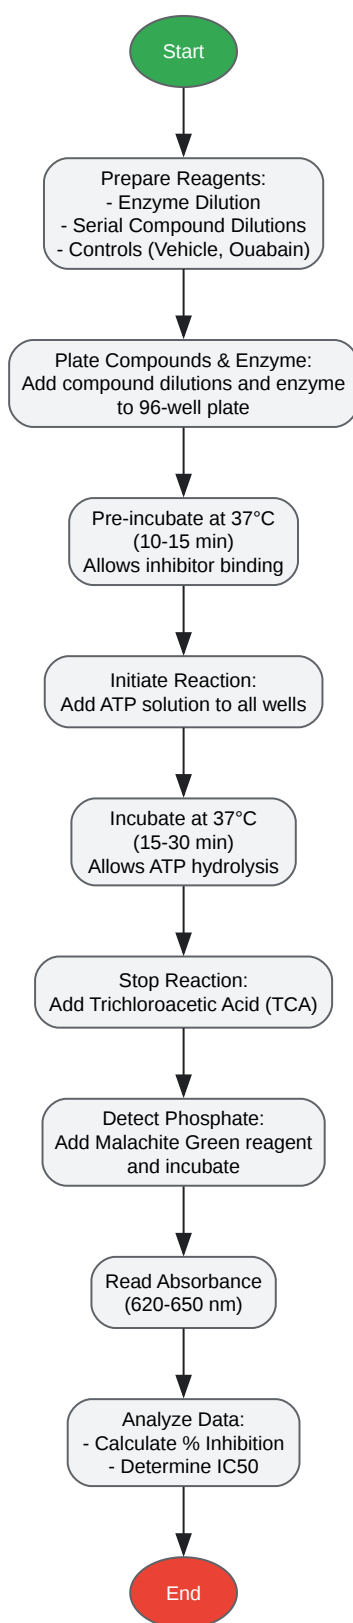 Start
Prepare Reagents:
- Enzyme Dilution
- Serial Compound Dilutions
- Controls (Vehicle, Ouabain)
Plate Compounds & Enzyme:
Add compound dilutions and enzyme
to 96-well plate
Pre-incubate at 37°C
(10-15 min)
Allows inhibitor binding
Initiate Reaction:
Add ATP solution to all wells
Incubate at 37°C
(15-30 min)
Allows ATP hydrolysis
Stop Reaction:
Add Trichloroacetic Acid (TCA)
Detect Phosphate:
Add Malachite Green reagent
and incubate
Read Absorbance
(620-650 nm)
Analyze Data:
- Calculate % Inhibition
- Determine IC50
End